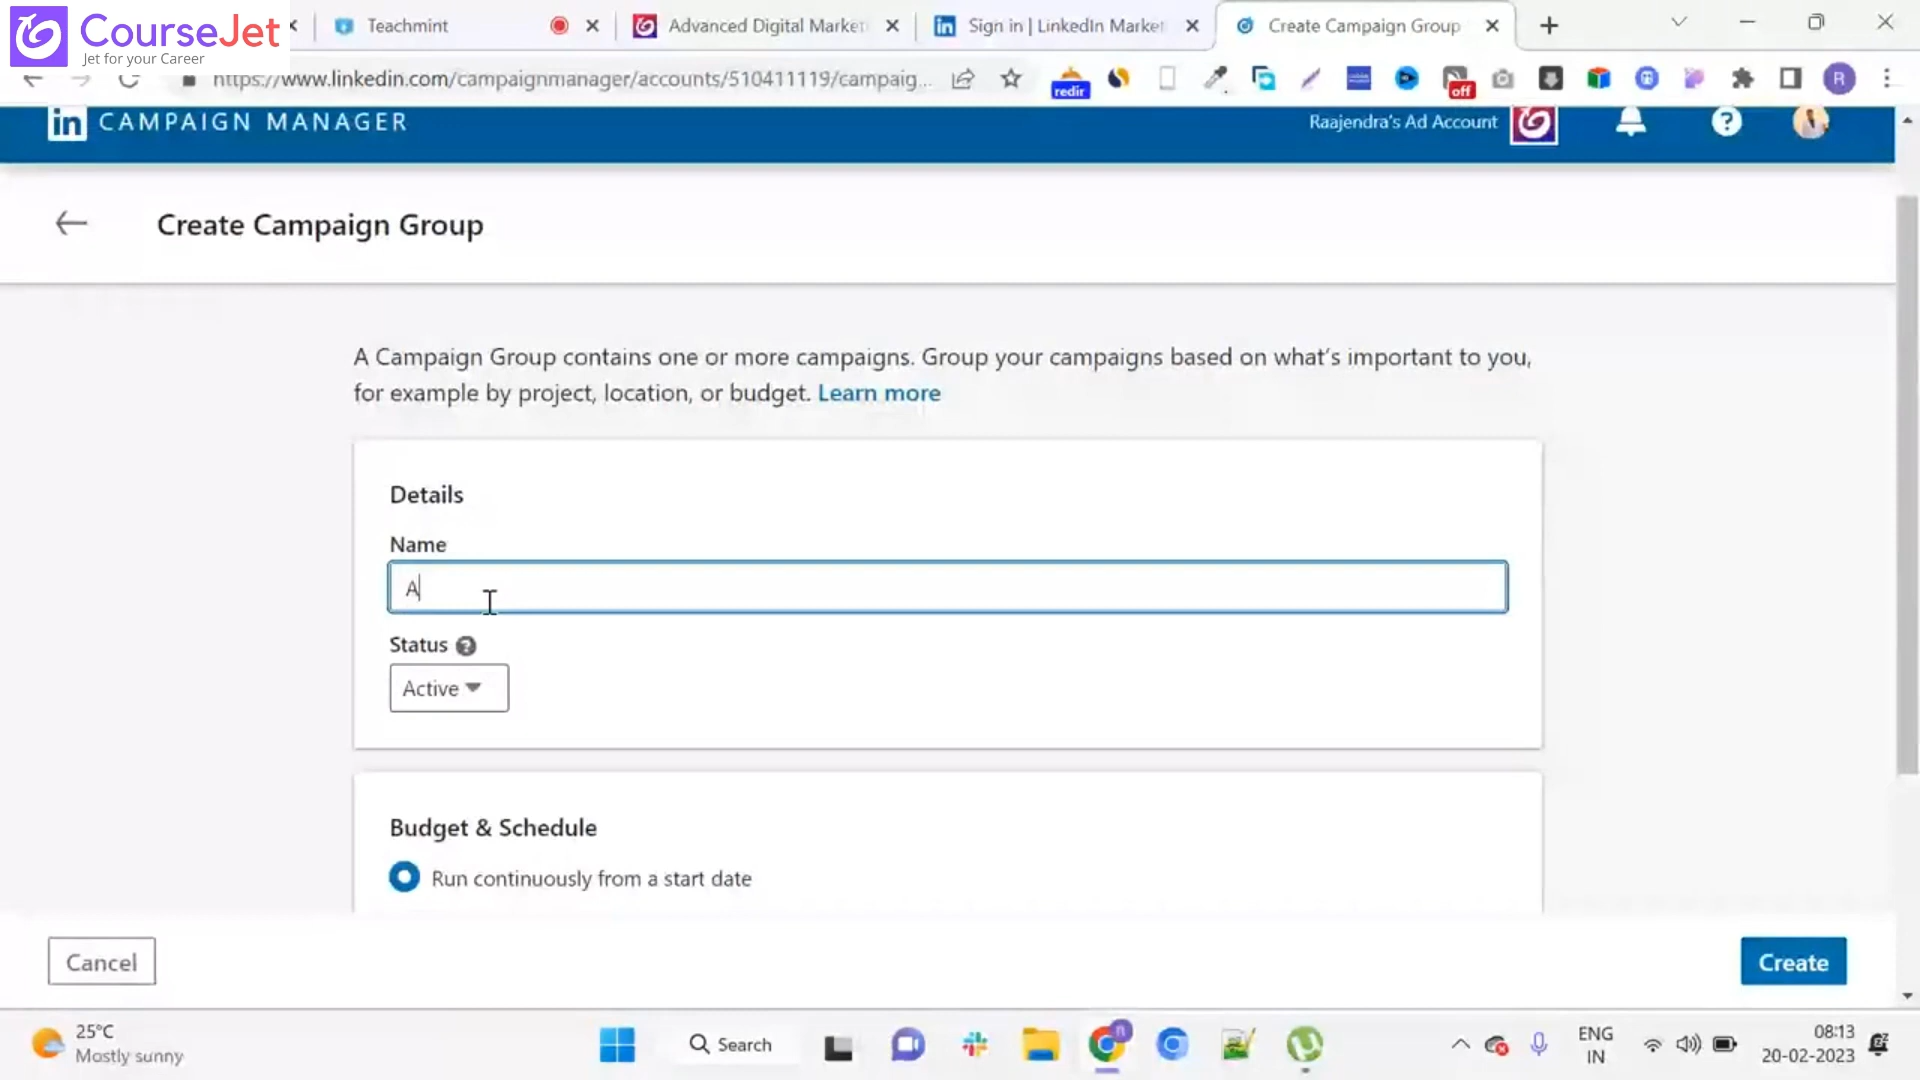 CourseJet
Jet for your Career
Teachmint
Advanced Digital Market
Sign in | LinkedIn Market
Create Campaign Group
https://www.linkedin.com/campaignmanager/accounts/510411119/campaig...
redir
off
R
in CAMPAIGN MANAGER
Raajendra's Ad Account
Create Campaign Group
A Campaign Group contains one or more campaigns. Group your campaigns based on what's important to you,
for example by project, location, or budget. Learn more
Details
Name
A
Status
Active
Budget & Schedule
Run continuously from a start date
Cancel
Create
25°C
Mostly sunny
Search
n
ENG
IN
08:13
20-02-2023